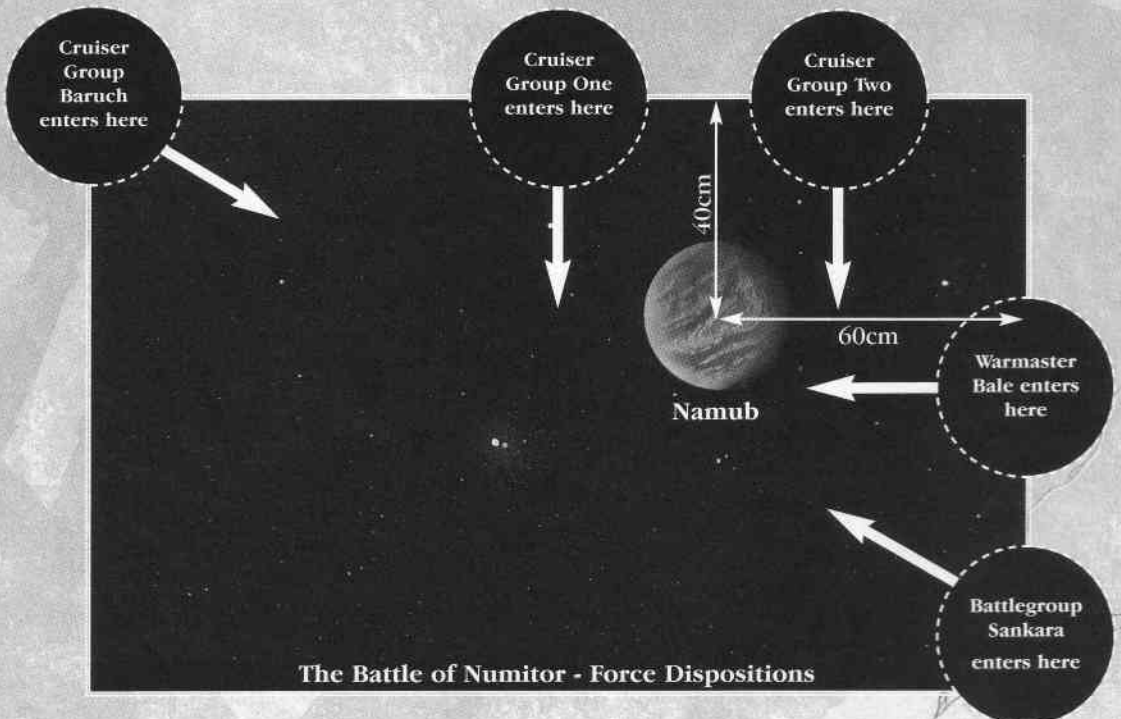 Cruiser
Group
Baruch
enters here
Cruiser
Group One
enters here
Cruiser
Group Two
enters here
40cm
60cm
Namub
Warmaster
Bale enters
here
Battlegroup
Sankara
enters here
The Battle of Numitor - Force Dispositions